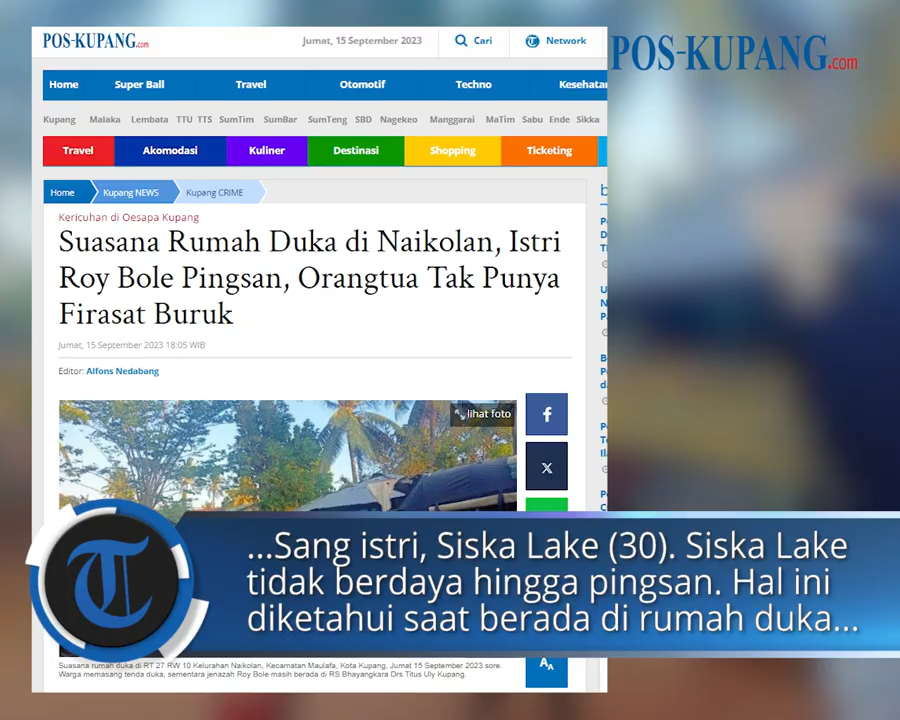 POS-KUPANG.com
Jumat, 15 September 2023
Cari
Network
POS-KUPANG.com
Home Super Ball Travel Otomotif Techno Kesehatan
Kupang Malaka Lembata TTU TTS SumTim SumBar SumTeng SBD Nagekeo Manggarai MaTim Sabu Ende Sikka
Travel Akomodasi Kuliner Destinasi Shopping Ticketing
Home Kupang NEWS Kupang CRIME
Kericuhan di Oesapa Kupang
Suasana Rumah Duka di Naikolan, Istri
Roy Bole Pingsan, Orangtua Tak Punya
Firasat Buruk
Jumat, 15 September 2023 18:05 WIB
Editor: Alfons Nedabang
lihat foto
...Sang istri, Siska Lake (30). Siska Lake
tidak berdaya hingga pingsan. Hal ini
diketahui saat berada di rumah duka...
Suasana rumah duka di RT 27 RW 10 Kelurahan Naikolan, Kecamatan Maulafa, Kota Kupang, Jumat 15 September 2023 sore.
Warga memasang tenda duka, sementara jenazah Roy Bole masih berada di RS Bhayangkara Drs Titus Uly Kupang.